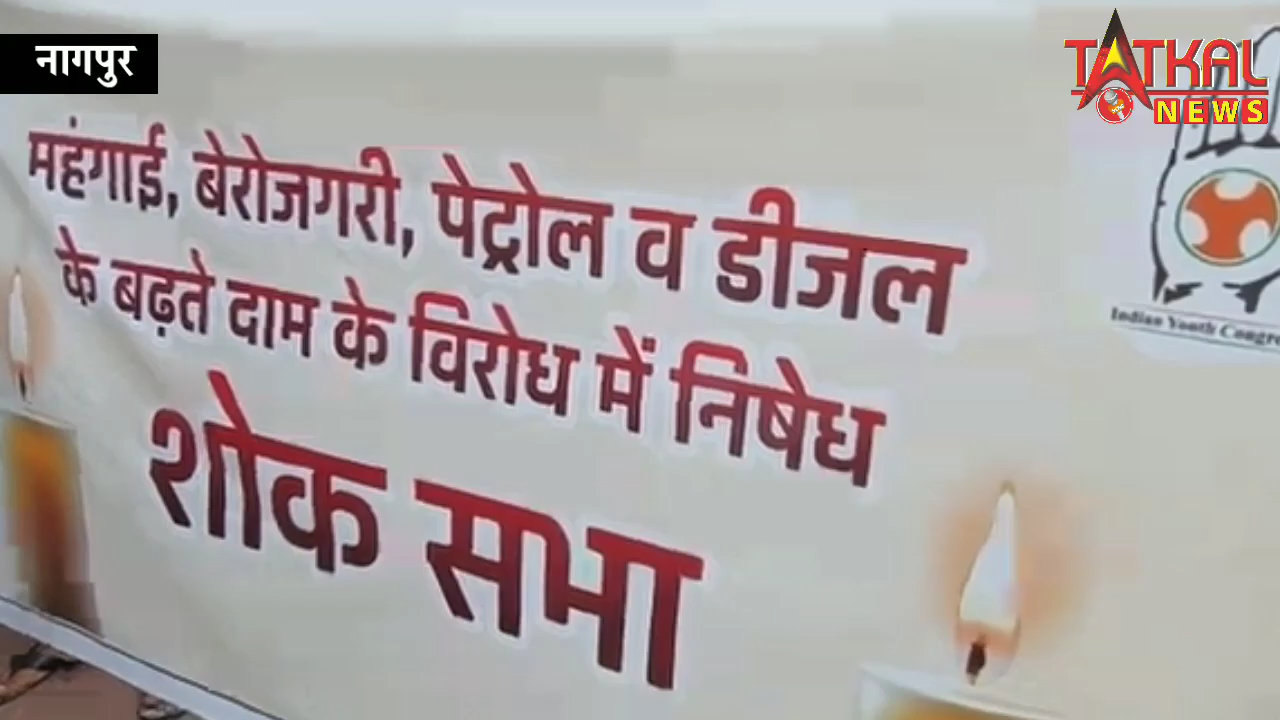 नागपुर
TATKAL
NEWS
महंगाई, बेरोजगरी, पेट्रोल व डीजल
के बढ़ते दाम के विरोध में निषेध
शोक सभा
Indian Youth Congre